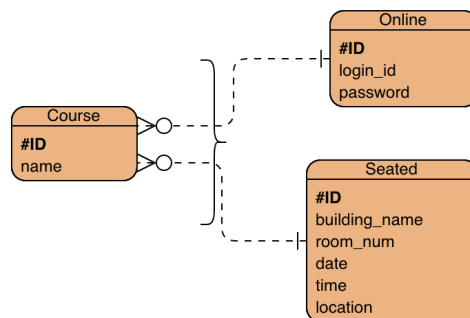 Online
#ID
login_id
password
Course
#ID
name
Seated
#ID
building_name
room_num
date
time
location